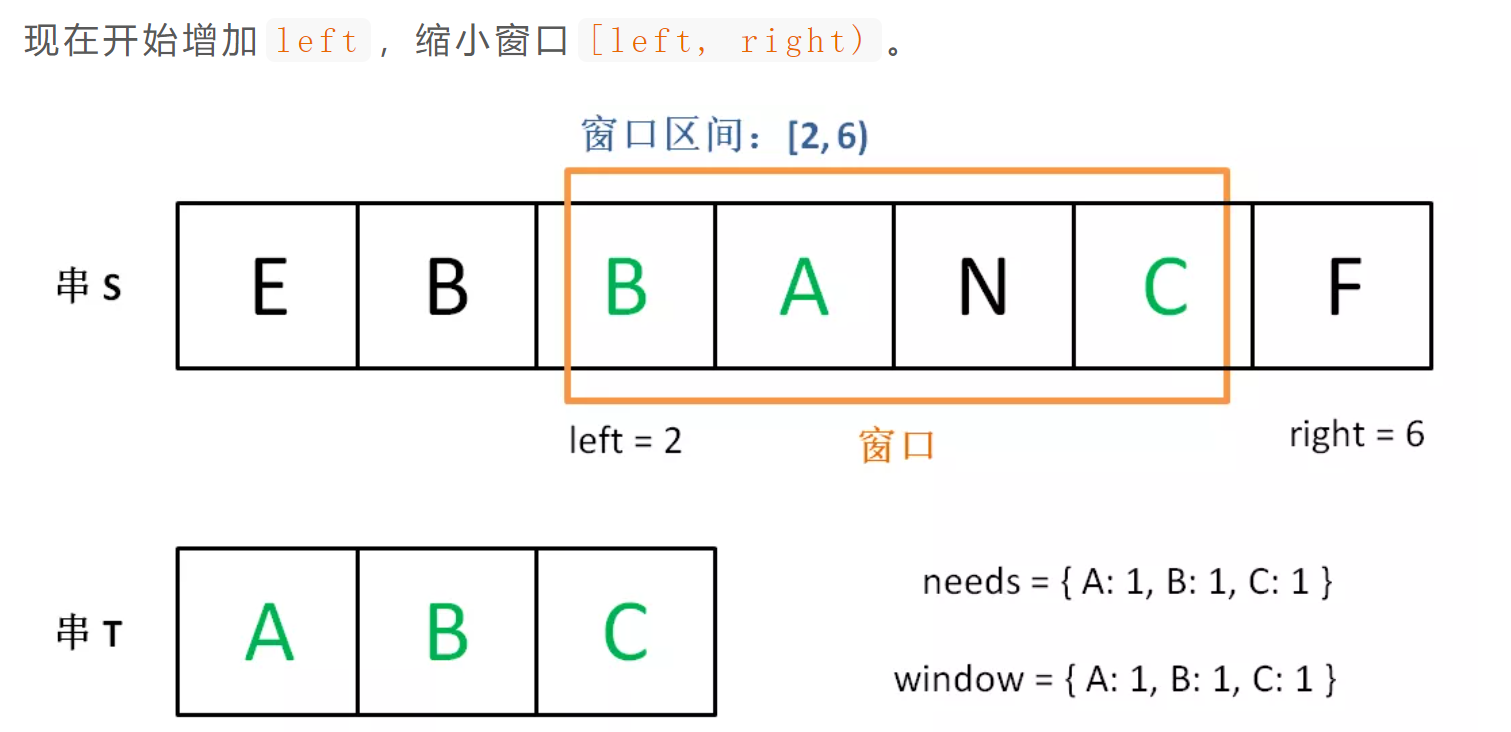 现在开始增加 left ，缩小窗口 [left, right) 。
窗口区间：[2, 6)
串 S E B B A N C F
left = 2 窗口 right = 6
needs = { A: 1, B: 1, C: 1 }
串 T A B C
window = { A: 1, B: 1, C: 1 }